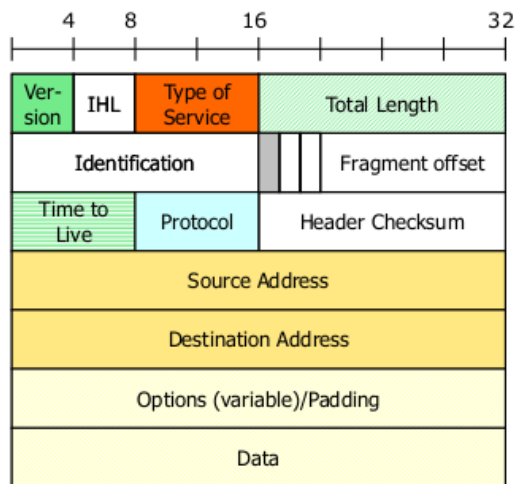 4 8 16 32
Ver-
sion
IHL
Type of
Service
Total Length
Identification
Fragment offset
Time to
Live
Protocol
Header Checksum
Source Address
Destination Address
Options (variable)/Padding
Data